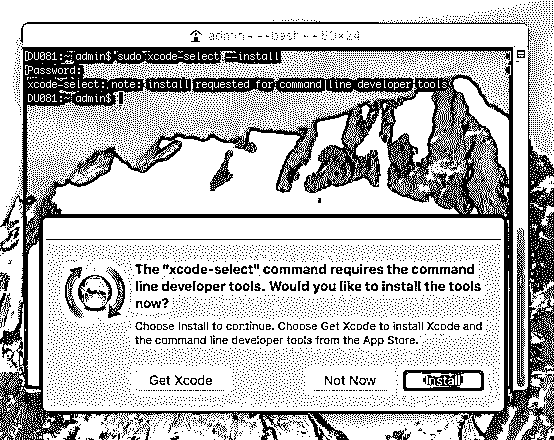 admin — -bash — 80×24
DU081:~ admin$ sudo xcode-select --install
Password:
xcode-select: note: install requested for command line developer tools
DU081:~ admin$
The "xcode-select" command requires the command
line developer tools. Would you like to install the tools
now?
Choose Install to continue. Choose Get Xcode to install Xcode and
the command line developer tools from the App Store.
Get Xcode Not Now Install